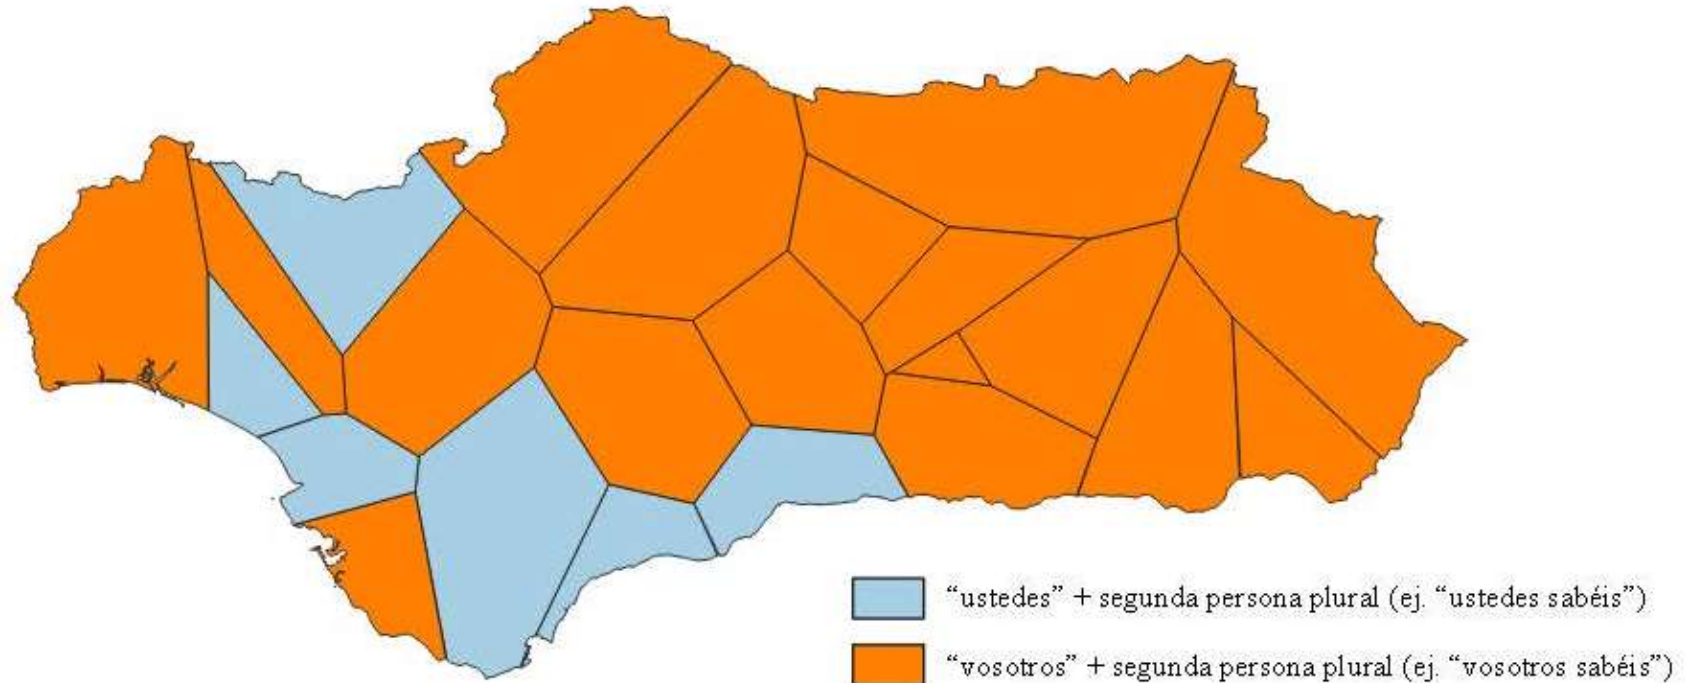 “ustedes” + segunda persona plural (ej. “ustedes sabéis”)
“vosotros” + segunda persona plural (ej. “vosotros sabéis”)